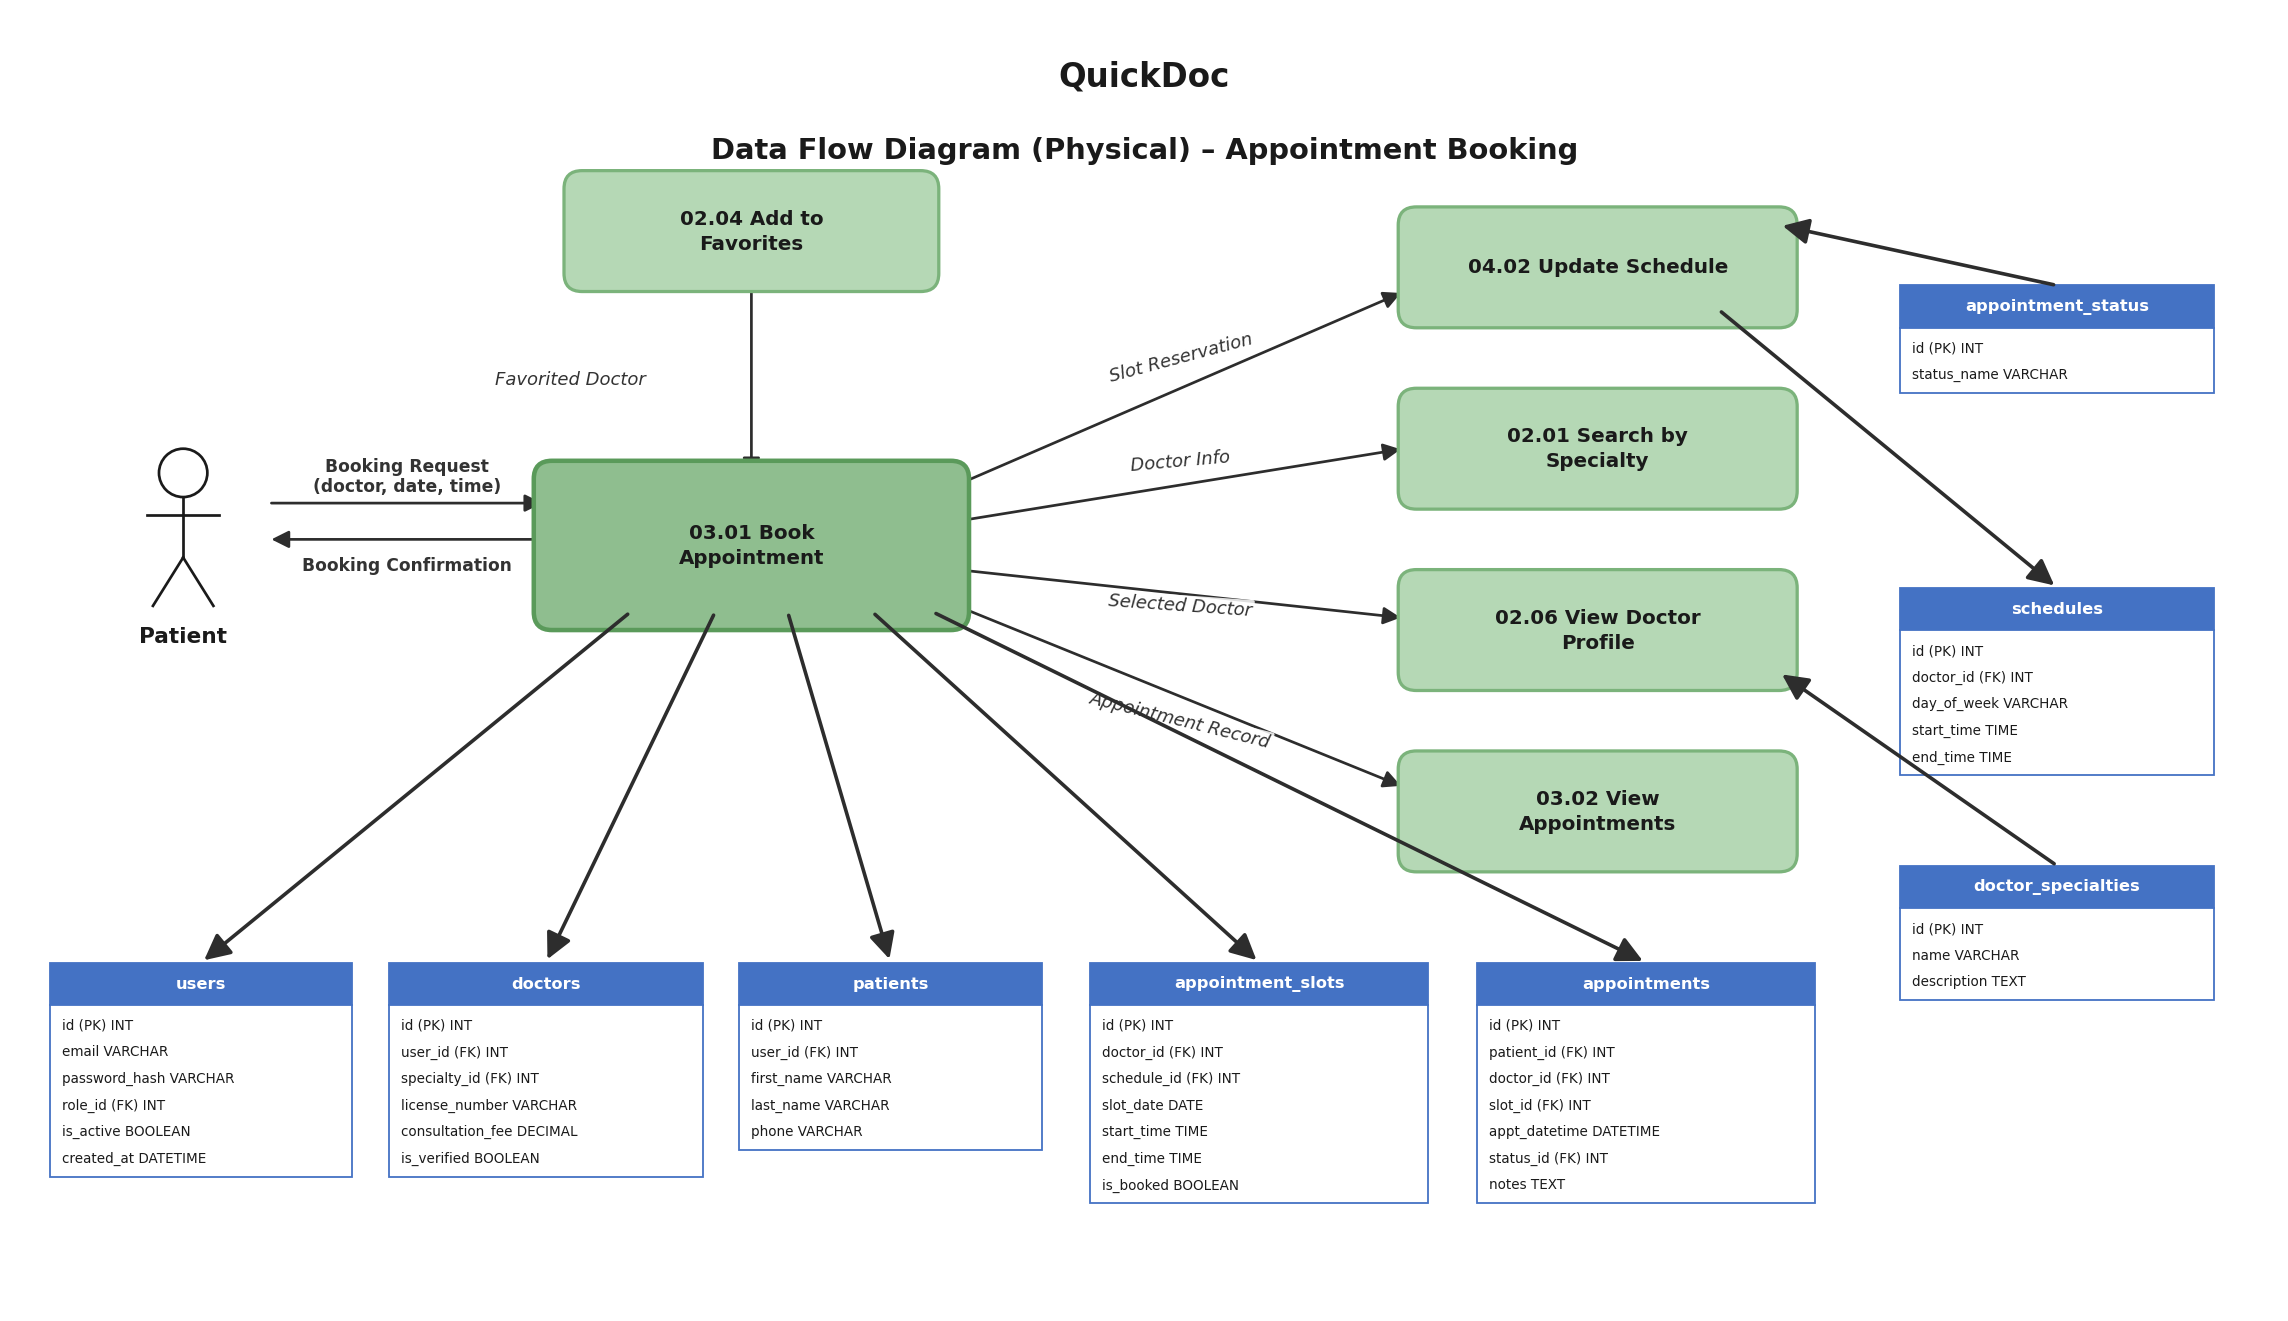 QuickDoc
Data Flow Diagram (Physical) – Appointment Booking
02.04 Add to
Favorites
Favorited Doctor
Booking Request
(doctor, date, time)
Booking Confirmation
Patient
03.01 Book
Appointment
Slot Reservation
Doctor Info
Selected Doctor
Appointment Record
04.02 Update Schedule
02.01 Search by
Specialty
02.06 View Doctor
Profile
03.02 View
Appointments
appointment_status
id (PK) INT
status_name VARCHAR
schedules
id (PK) INT
doctor_id (FK) INT
day_of_week VARCHAR
start_time TIME
end_time TIME
doctor_specialties
id (PK) INT
name VARCHAR
description TEXT
users
id (PK) INT
email VARCHAR
password_hash VARCHAR
role_id (FK) INT
is_active BOOLEAN
created_at DATETIME
doctors
id (PK) INT
user_id (FK) INT
specialty_id (FK) INT
license_number VARCHAR
consultation_fee DECIMAL
is_verified BOOLEAN
patients
id (PK) INT
user_id (FK) INT
first_name VARCHAR
last_name VARCHAR
phone VARCHAR
appointment_slots
id (PK) INT
doctor_id (FK) INT
schedule_id (FK) INT
slot_date DATE
start_time TIME
end_time TIME
is_booked BOOLEAN
appointments
id (PK) INT
patient_id (FK) INT
doctor_id (FK) INT
slot_id (FK) INT
appt_datetime DATETIME
status_id (FK) INT
notes TEXT